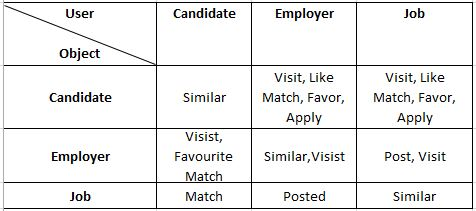 User Candidate Employer Job
Object
Visit, Like Visit, Like
Candidate Similar Match, Favor, Match, Favor,
Apply Apply
Visist,
Employer Favourite Similar,Visist Post, Visit
Match
Job Match Posted Similar